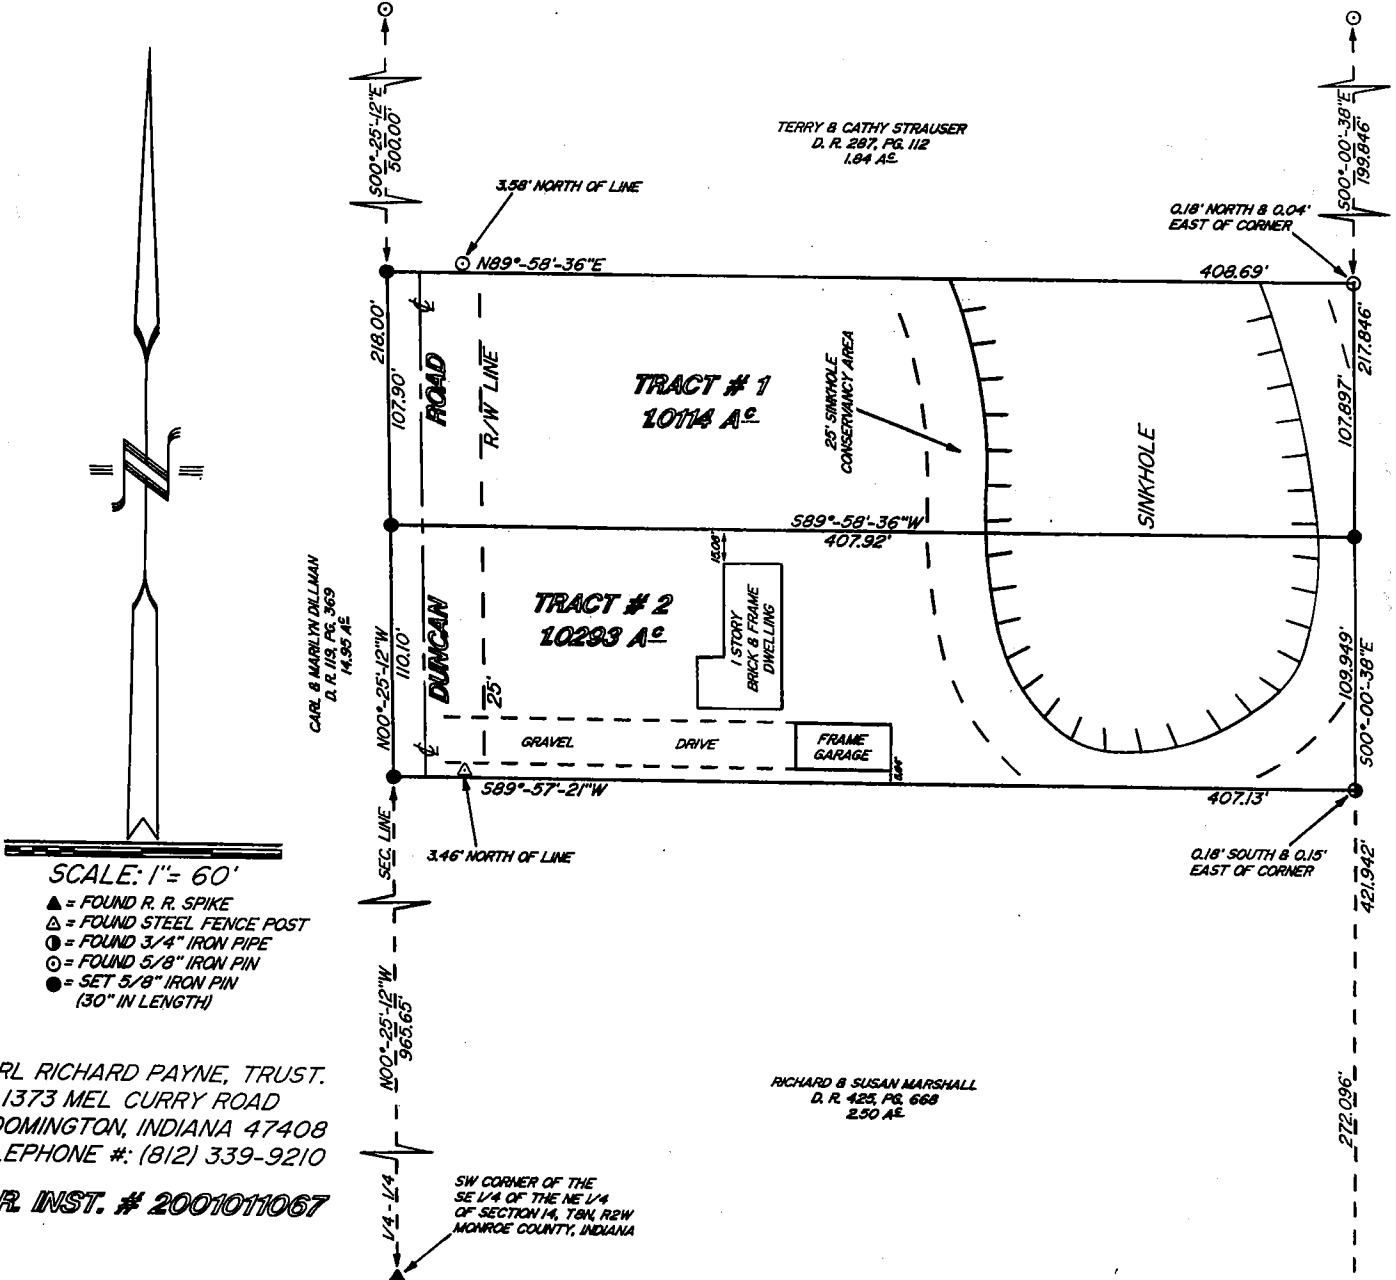 S00°-25'-12"E
500.00'
TERRY & CATHY STRAUSER
D. R. 287, PG. 112
1.84 Ac
S00°-00'-38"E
199.846'
3.58' NORTH OF LINE
0.18' NORTH & 0.04'
EAST OF CORNER
N89°-58'-36"E
408.69'
218.00'
107.90'
ROAD
R/W LINE
TRACT # 1
1.0114 Ac
25' SINKHOLE
CONSERVANCY AREA
SINKHOLE
217.846'
107.897'
S89°-58'-36"W
407.92'
CARL & MARILYN DILLMAN
D. R. 119, PG. 369
14.95 Ac
N00°-25'-12"W
110.10'
DUNCAN
25'
TRACT # 2
1.0293 Ac
15.08'
1 STORY
BRICK & FRAME
DWELLING
109.949'
S00°-00'-38"E
GRAVEL
DRIVE
FRAME
GARAGE
S89°-57'-21"W
407.13'
SEC. LINE
3.46' NORTH OF LINE
0.18' SOUTH & 0.15'
EAST OF CORNER
421.942'
SCALE: 1"= 60'
= FOUND R. R. SPIKE
= FOUND STEEL FENCE POST
= FOUND 3/4" IRON PIPE
= FOUND 5/8" IRON PIN
= SET 5/8" IRON PIN
(30" IN LENGTH)
N00°-25'-12"W
965.65'
RL RICHARD PAYNE, TRUST.
1373 MEL CURRY ROAD
OOMINGTON, INDIANA 47408
LEPHONE #: (812) 339-9210
R. INST. # 2001011067
RICHARD & SUSAN MARSHALL
D. R. 425, PG. 668
2.50 Ac
272.096'
1/4 - 1/4
SW CORNER OF THE
SE 1/4 OF THE NE 1/4
OF SECTION 14, T8N, R2W
MONROE COUNTY, INDIANA